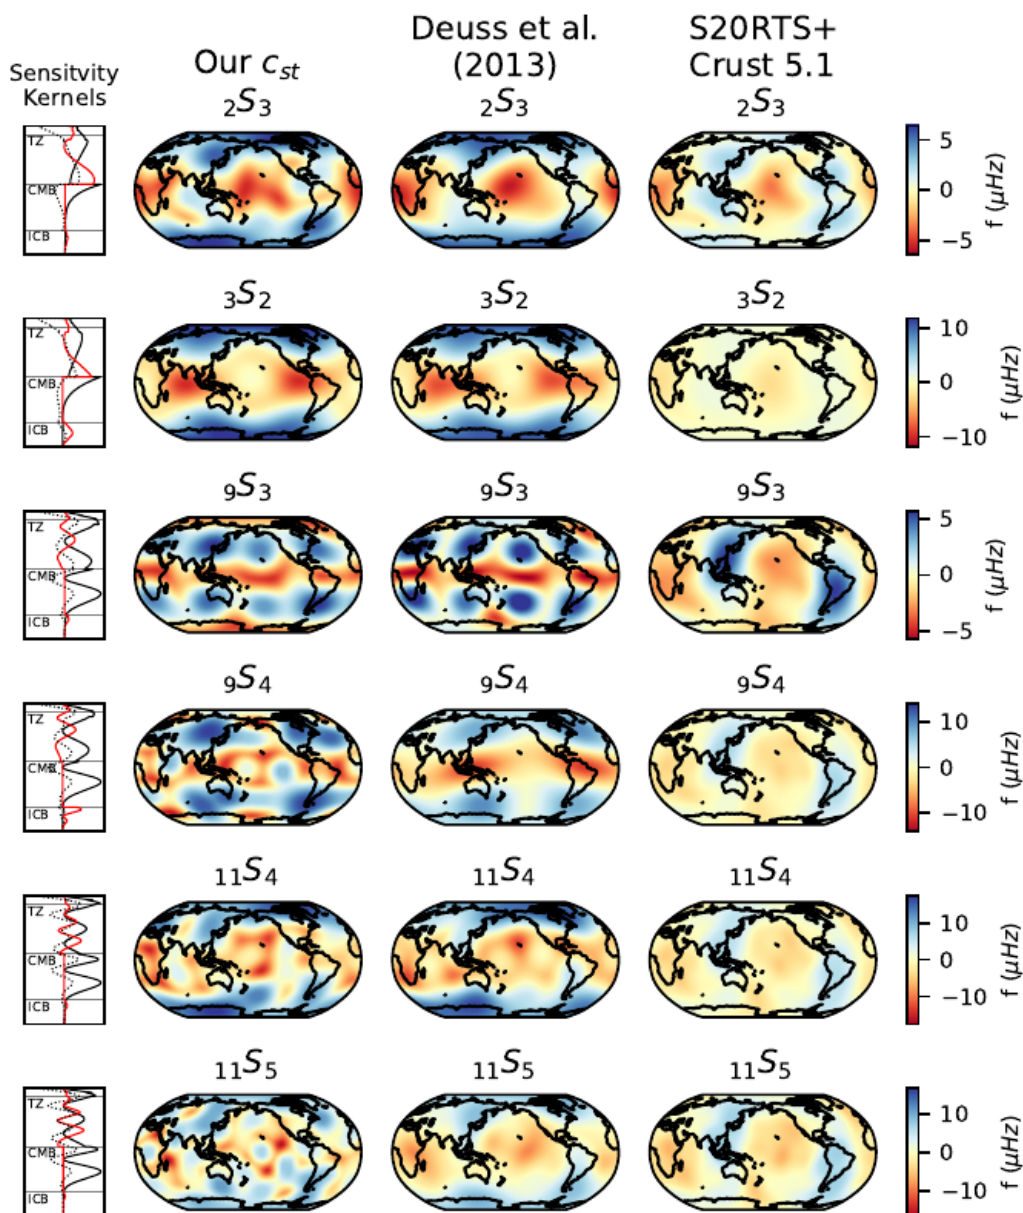 Sensitvity
Kernels
Our c_st
Deuss et al.
(2013)
S20RTS+
Crust 5.1
₂S₃ ₂S₃ ₂S₃
TZ
CMB
ICB
5
0
−5
f (μHz)
₃S₂ ₃S₂ ₃S₂
TZ
CMB
ICB
10
0
−10
f (μHz)
₉S₃ ₉S₃ ₉S₃
TZ
CMB
ICB
5
0
−5
f (μHz)
₉S₄ ₉S₄ ₉S₄
TZ
CMB
ICB
10
0
−10
f (μHz)
₁₁S₄ ₁₁S₄ ₁₁S₄
TZ
CMB
ICB
10
0
−10
f (μHz)
₁₁S₅ ₁₁S₅ ₁₁S₅
TZ
CMB
ICB
10
0
−10
f (μHz)